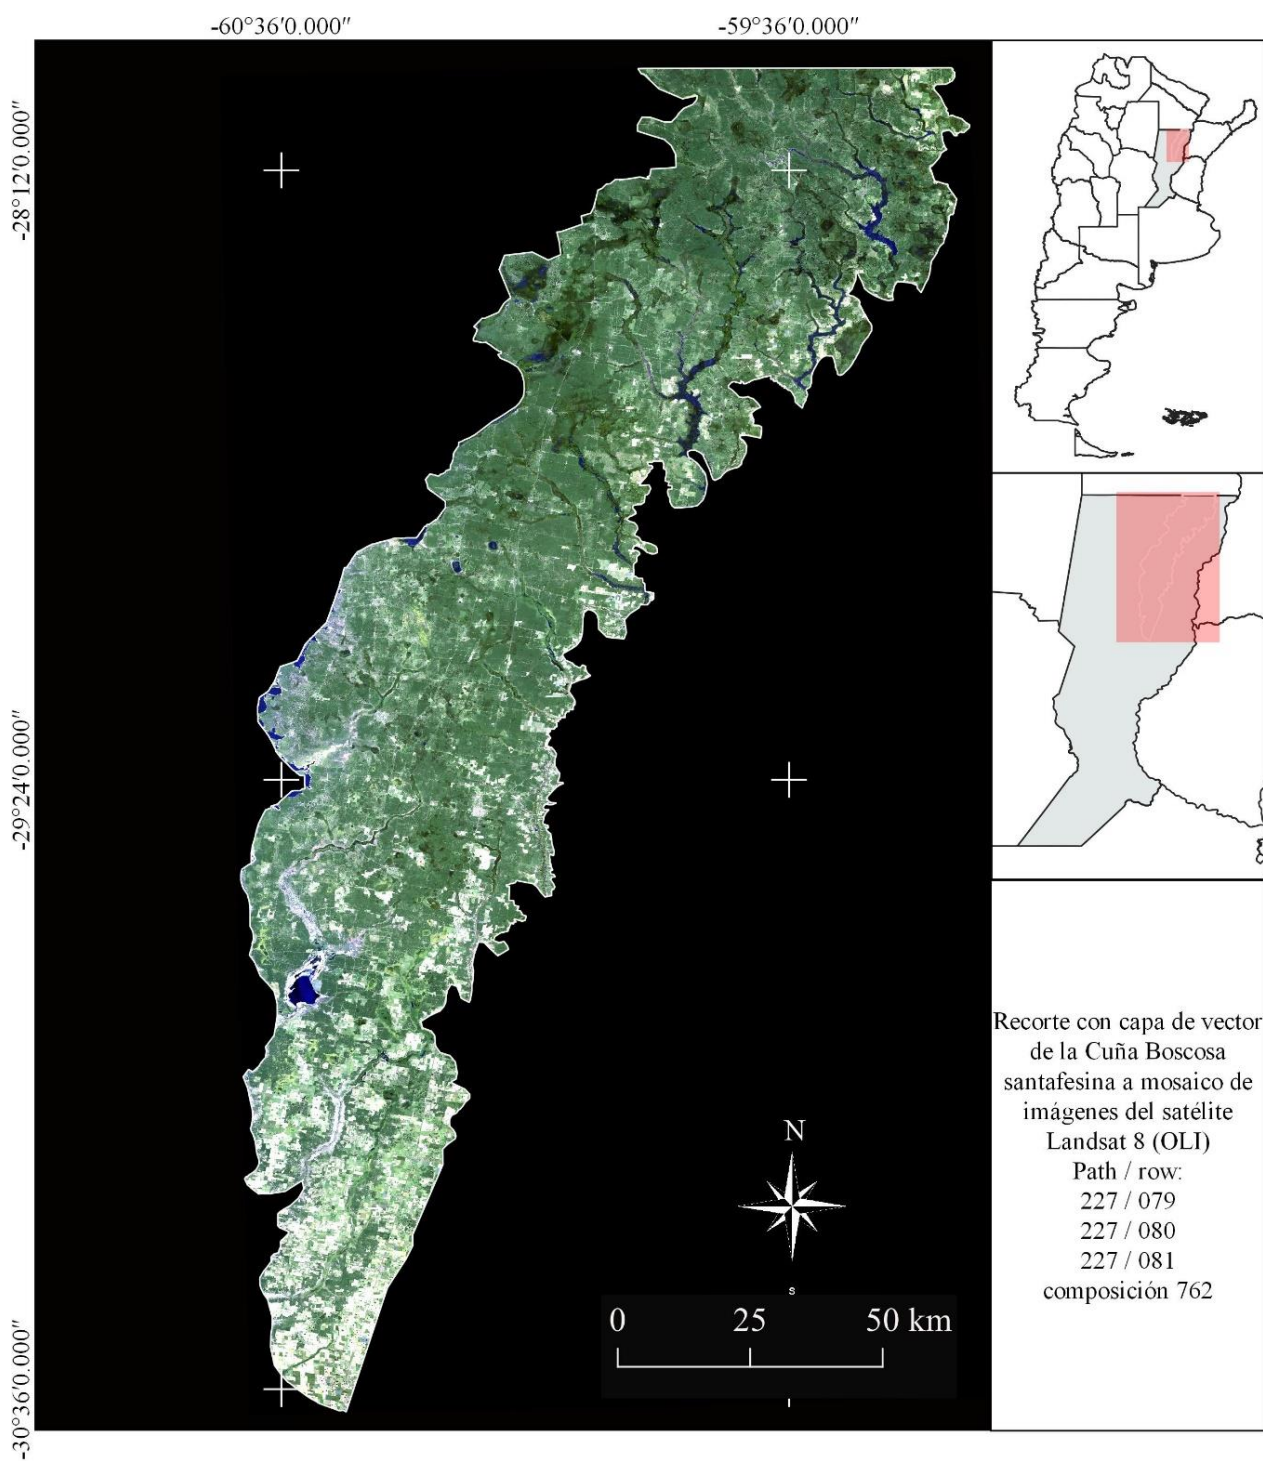 -60°36'0.000"
-59°36'0.000"
-28°12'0.000"
-29°24'0.000"
-30°36'0.000"
N
s
0 25 50 km
Recorte con capa de vector
de la Cuña Boscosa
santafesina a mosaico de
imágenes del satélite
Landsat 8 (OLI)
Path / row:
227 / 079
227 / 080
227 / 081
composición 762